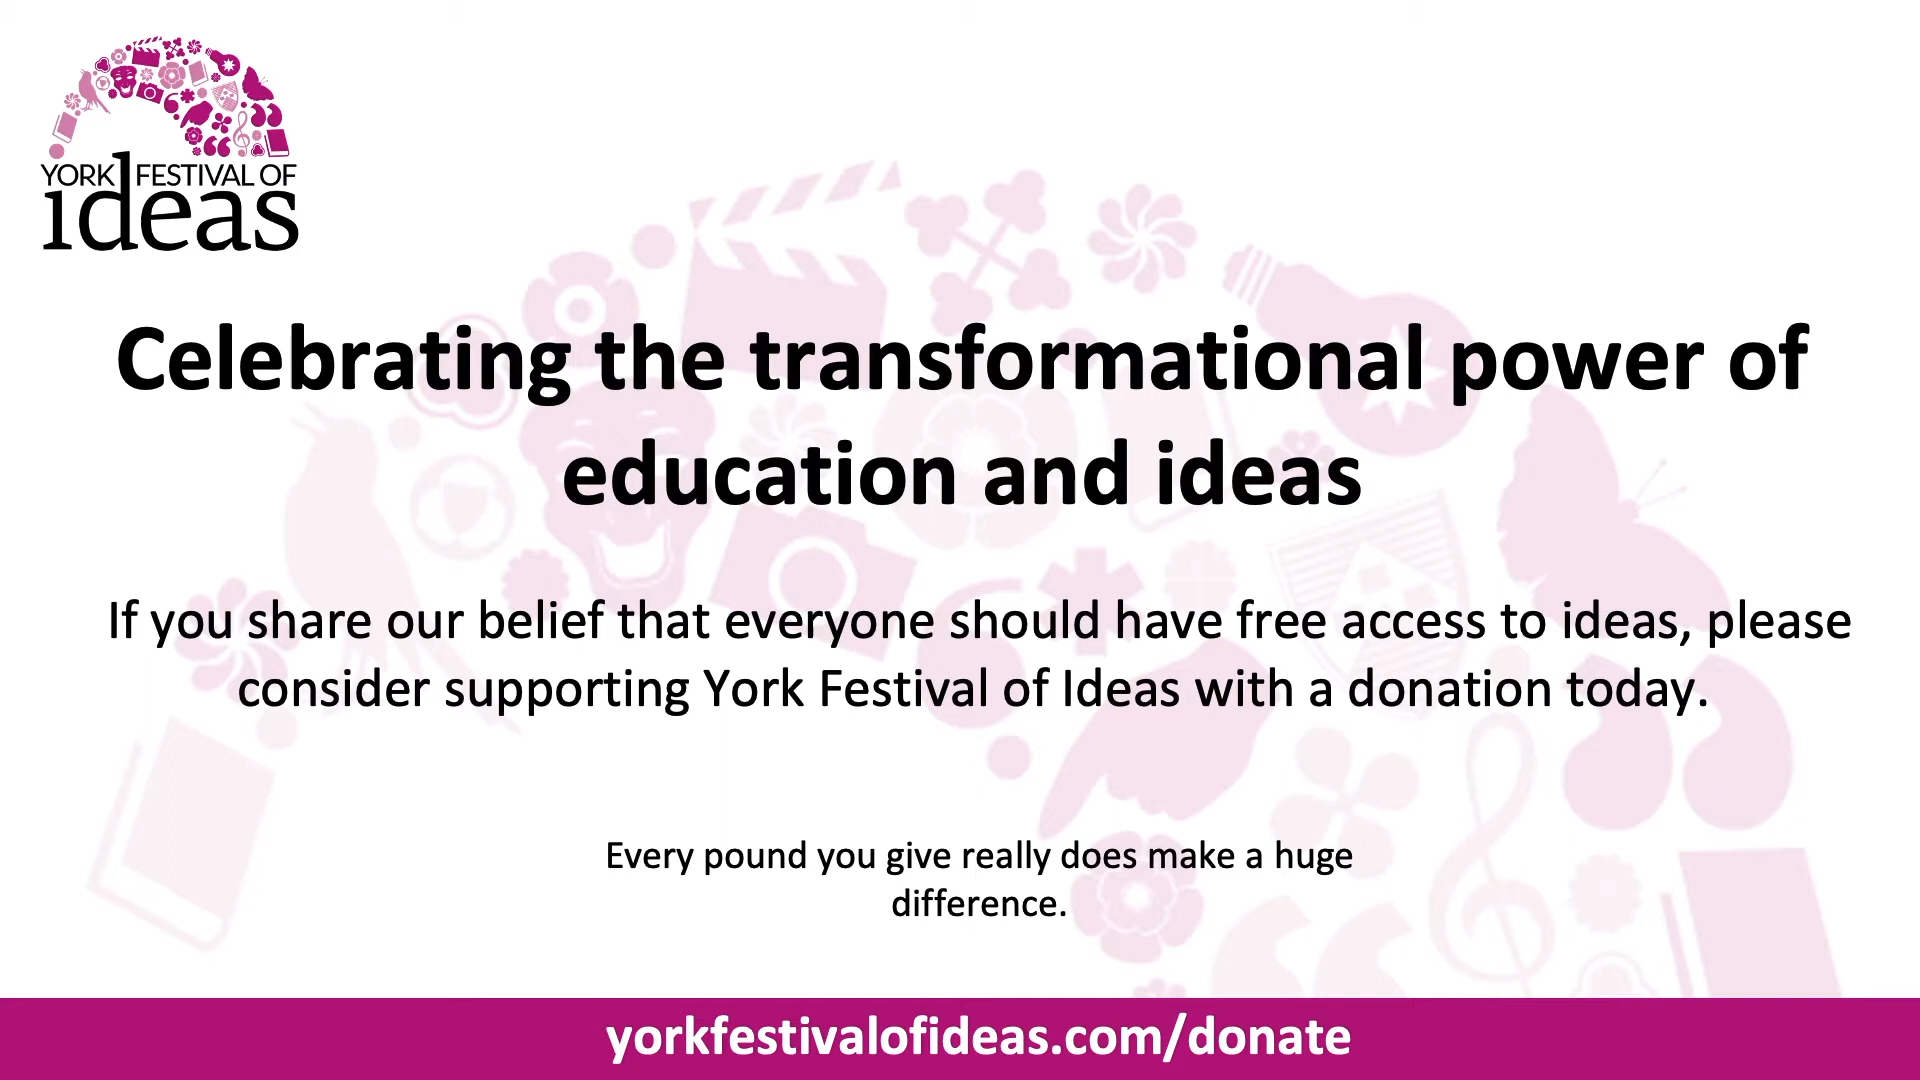 YORK FESTIVAL OF
ideas
Celebrating the transformational power of
education and ideas
If you share our belief that everyone should have free access to ideas, please
consider supporting York Festival of Ideas with a donation today.
Every pound you give really does make a huge
difference.
yorkfestivalofideas.com/donate